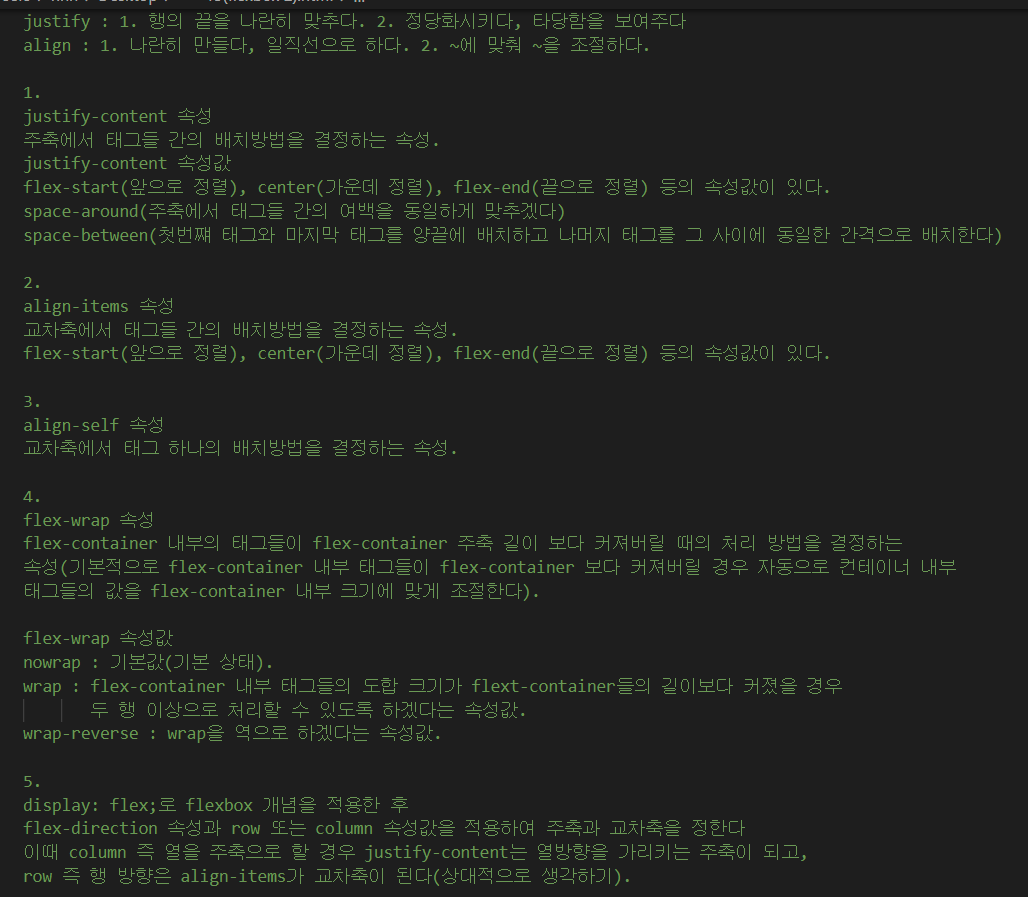 justify : 1. 행의 끝을 나란히 맞추다. 2. 정당화시키다, 타당함을 보여주다
align : 1. 나란히 만들다, 일직선으로 하다. 2. ~에 맞춰 ~을 조절하다.
1.
justify-content 속성
주축에서 태그들 간의 배치방법을 결정하는 속성.
justify-content 속성값
flex-start(앞으로 정렬), center(가운데 정렬), flex-end(끝으로 정렬) 등의 속성값이 있다.
space-around(주축에서 태그들 간의 여백을 동일하게 맞추겠다)
space-between(첫번째 태그와 마지막 태그를 양끝에 배치하고 나머지 태그를 그 사이에 동일한 간격으로 배치한다)
2.
align-items 속성
교차축에서 태그들 간의 배치방법을 결정하는 속성.
flex-start(앞으로 정렬), center(가운데 정렬), flex-end(끝으로 정렬) 등의 속성값이 있다.
3.
align-self 속성
교차축에서 태그 하나의 배치방법을 결정하는 속성.
4.
flex-wrap 속성
flex-container 내부의 태그들이 flex-container 주축 길이 보다 커져버릴 때의 처리 방법을 결정하는
속성(기본적으로 flex-container 내부 태그들이 flex-container 보다 커져버릴 경우 자동으로 컨테이너 내부
태그들의 값을 flex-container 내부 크기에 맞게 조절한다).
flex-wrap 속성값
nowrap : 기본값(기본 상태).
wrap : flex-container 내부 태그들의 도합 크기가 flext-container들의 길이보다 커졌을 경우
두 행 이상으로 처리할 수 있도록 하겠다는 속성값.
wrap-reverse : wrap을 역으로 하겠다는 속성값.
5.
display: flex;로 flexbox 개념을 적용한 후
flex-direction 속성과 row 또는 column 속성값을 적용하여 주축과 교차축을 정한다
이때 column 즉 열을 주축으로 할 경우 justify-content는 열방향을 가리키는 주축이 되고,
row 즉 행 방향은 align-items가 교차축이 된다(상대적으로 생각하기).